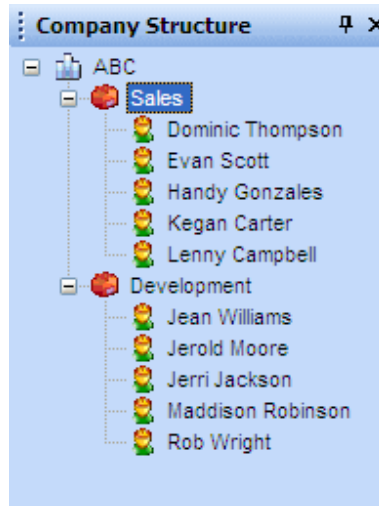 Company Structure
ABC
Sales
Dominic Thompson
Evan Scott
Handy Gonzales
Kegan Carter
Lenny Campbell
Development
Jean Williams
Jerold Moore
Jerri Jackson
Maddison Robinson
Rob Wright